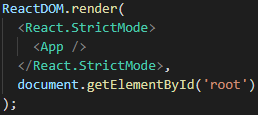 ReactDOM.render(
  <React.StrictMode>
    <App />
  </React.StrictMode>,
  document.getElementById('root')
);